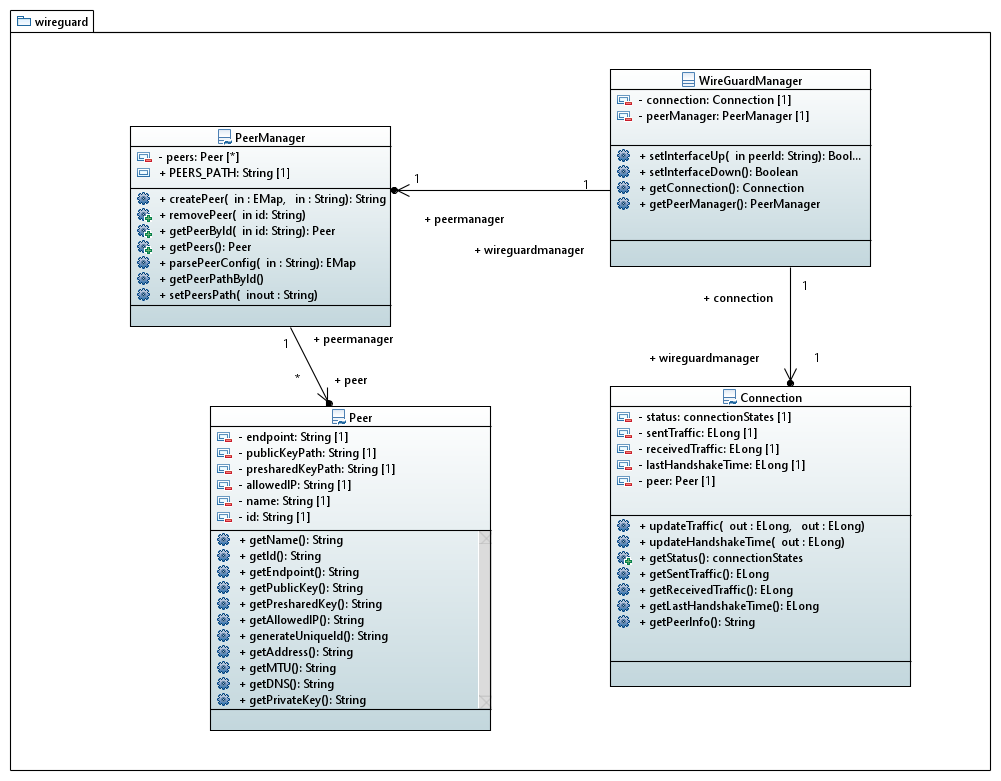 wireguard
WireGuardManager
- connection: Connection [1]
- peerManager: PeerManager [1]
+ setInterfaceUp( in peerId: String): Bool...
+ setInterfaceDown(): Boolean
+ getConnection(): Connection
+ getPeerManager(): PeerManager
PeerManager
- peers: Peer [*]
+ PEERS_PATH: String [1]
+ createPeer( in : EMap, in : String): String
+ removePeer( in id: String)
+ getPeerById( in id: String): Peer
+ getPeers(): Peer
+ parsePeerConfig( in : String): EMap
+ getPeerPathById()
+ setPeersPath( inout : String)
1
1
+ peermanager
+ wireguardmanager
1
+ connection
+ wireguardmanager
1
1
+ peermanager
*
+ peer
Peer
- endpoint: String [1]
- publicKeyPath: String [1]
- presharedKeyPath: String [1]
- allowedIP: String [1]
- name: String [1]
- id: String [1]
+ getName(): String
+ getId(): String
+ getEndpoint(): String
+ getPublicKey(): String
+ getPresharedKey(): String
+ getAllowedIP(): String
+ generateUniqueId(): String
+ getAddress(): String
+ getMTU(): String
+ getDNS(): String
+ getPrivateKey(): String
Connection
- status: connectionStates [1]
- sentTraffic: ELong [1]
- receivedTraffic: ELong [1]
- lastHandshakeTime: ELong [1]
- peer: Peer [1]
+ updateTraffic( out : ELong, out : ELong)
+ updateHandshakeTime( out : ELong)
+ getStatus(): connectionStates
+ getSentTraffic(): ELong
+ getReceivedTraffic(): ELong
+ getLastHandshakeTime(): ELong
+ getPeerInfo(): String